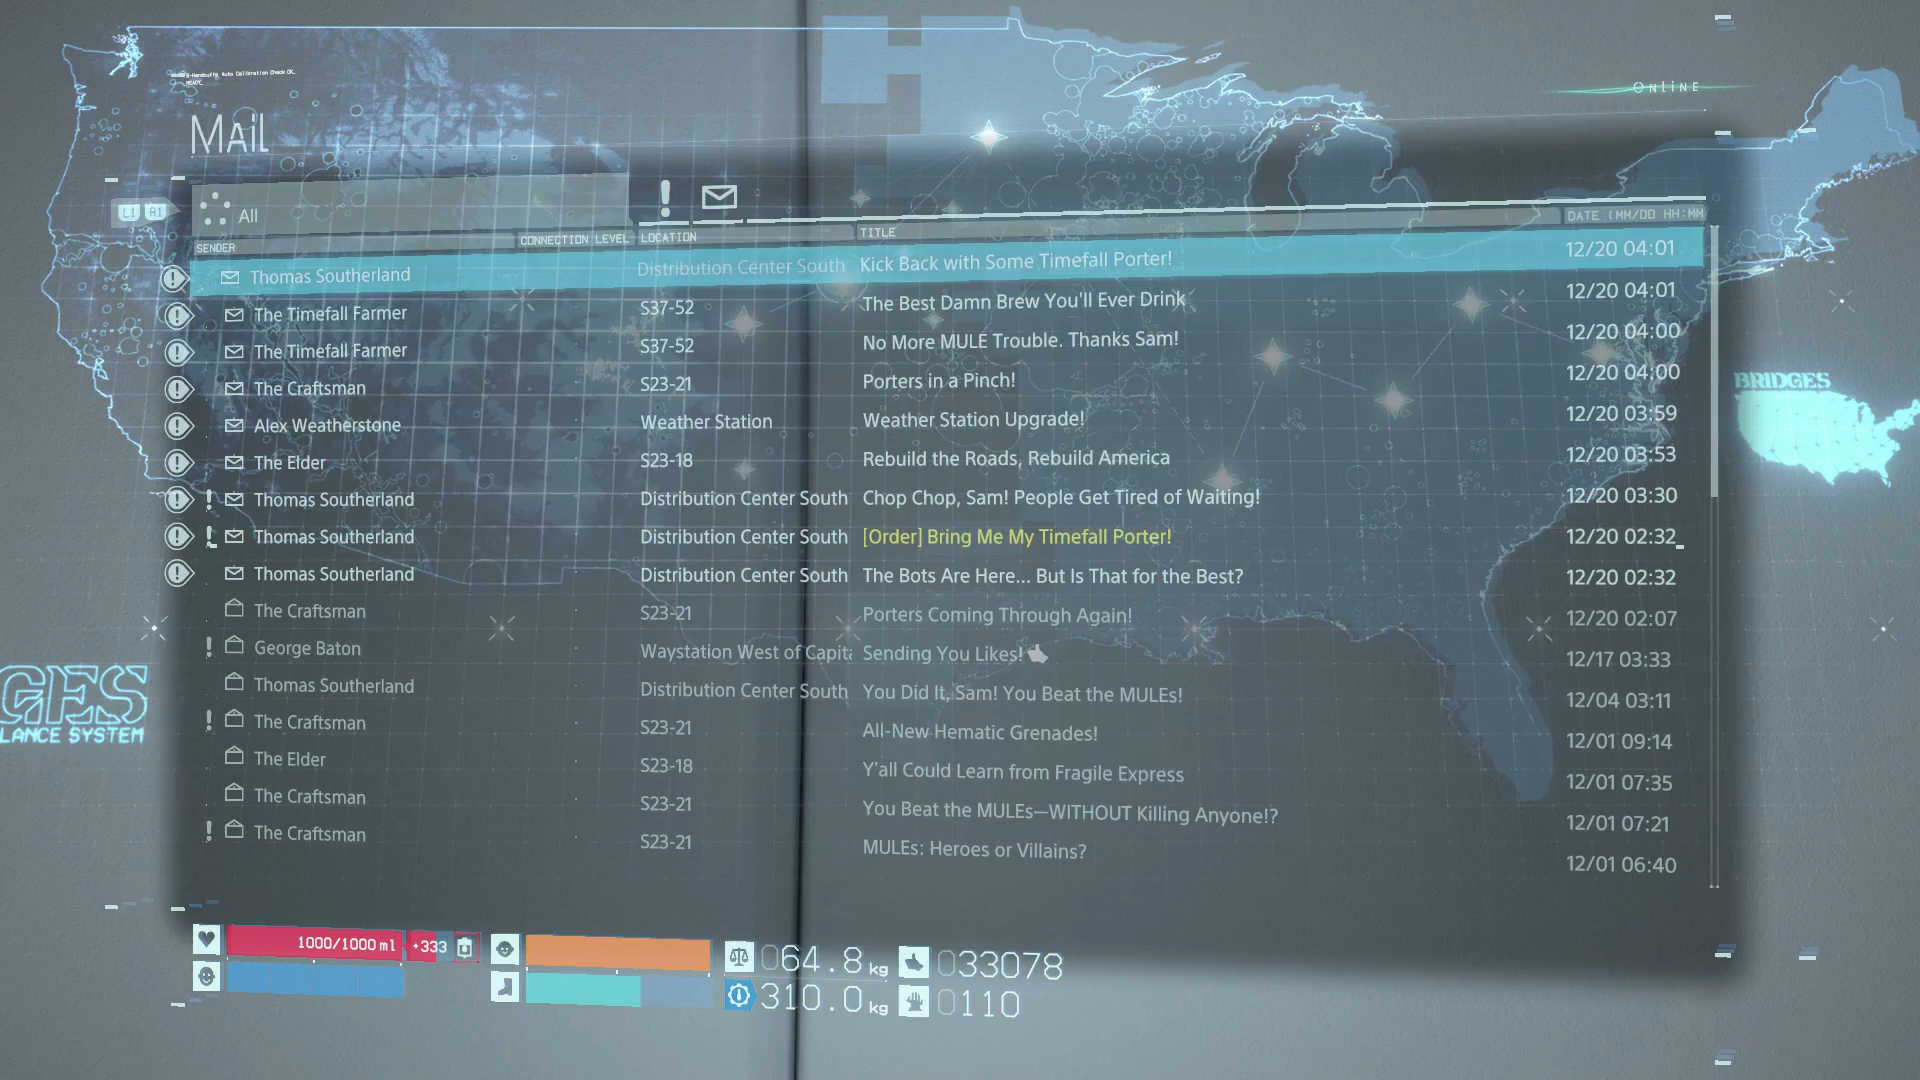 B-Handcuffs Auto Calibration Check OK.
READY.
Online
Mail
L1 R1
All
SENDER CONNECTION LEVEL LOCATION TITLE DATE (MM/DD HH:MM
Thomas Southerland Distribution Center South Kick Back with Some Timefall Porter! 12/20 04:01
The Timefall Farmer S37-52 The Best Damn Brew You'll Ever Drink 12/20 04:01
The Timefall Farmer S37-52 No More MULE Trouble. Thanks Sam! 12/20 04:00
The Craftsman S23-21 Porters in a Pinch! 12/20 04:00
Alex Weatherstone Weather Station Weather Station Upgrade! 12/20 03:59
The Elder S23-18 Rebuild the Roads, Rebuild America 12/20 03:53
Thomas Southerland Distribution Center South Chop Chop, Sam! People Get Tired of Waiting! 12/20 03:30
Thomas Southerland Distribution Center South [Order] Bring Me My Timefall Porter! 12/20 02:32
Thomas Southerland Distribution Center South The Bots Are Here... But Is That for the Best? 12/20 02:32
The Craftsman S23-21 Porters Coming Through Again! 12/20 02:07
George Baton Waystation West of Capita Sending You Likes! 12/17 03:33
Thomas Southerland Distribution Center South You Did It, Sam! You Beat the MULEs! 12/04 03:11
The Craftsman S23-21 All-New Hematic Grenades! 12/01 09:14
The Elder S23-18 Y'all Could Learn from Fragile Express 12/01 07:35
The Craftsman S23-21 You Beat the MULEs—WITHOUT Killing Anyone!? 12/01 07:21
The Craftsman S23-21 MULEs: Heroes or Villains? 12/01 06:40
BRIDGES
GES
LANCE SYSTEM
1000/1000 ml +333
064.8 kg 033078
310.0 kg 0110